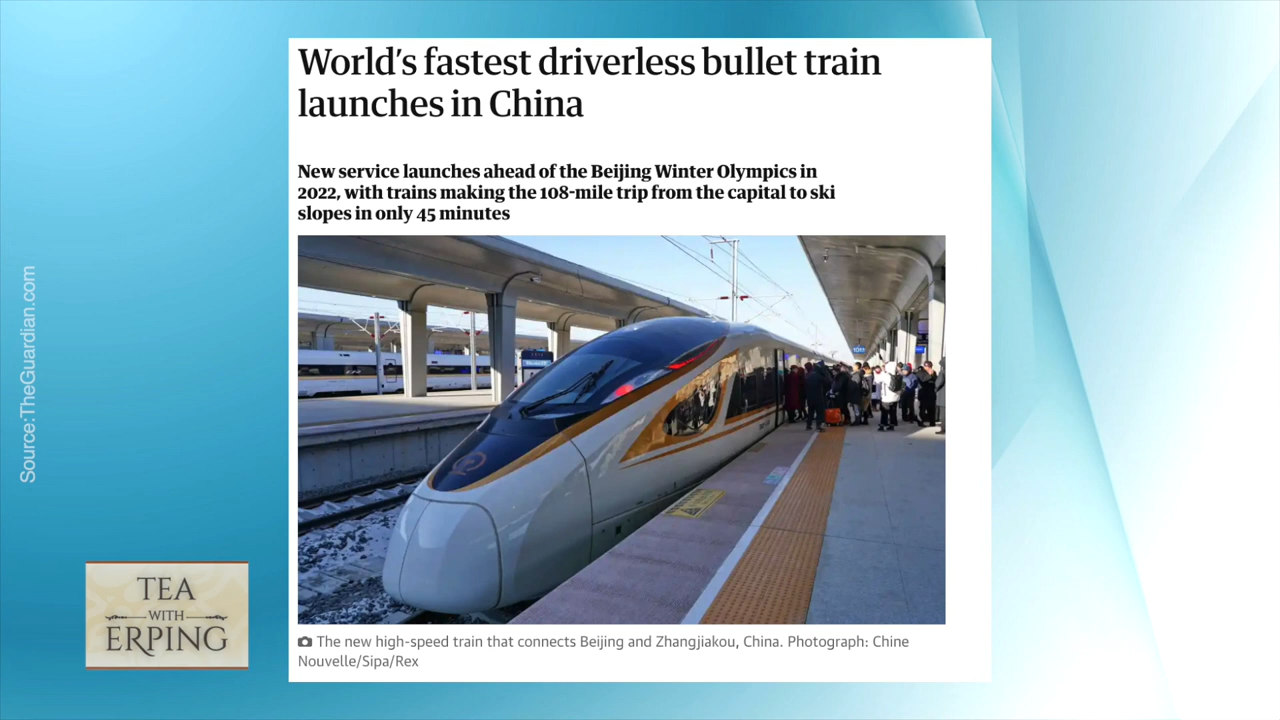 World's fastest driverless bullet train
launches in China
New service launches ahead of the Beijing Winter Olympics in
2022, with trains making the 108-mile trip from the capital to ski
slopes in only 45 minutes
The new high-speed train that connects Beijing and Zhangjiakou, China. Photograph: Chine
Nouvelle/Sipa/Rex
Source:TheGuardian.com
TEA
WITH
ERPING